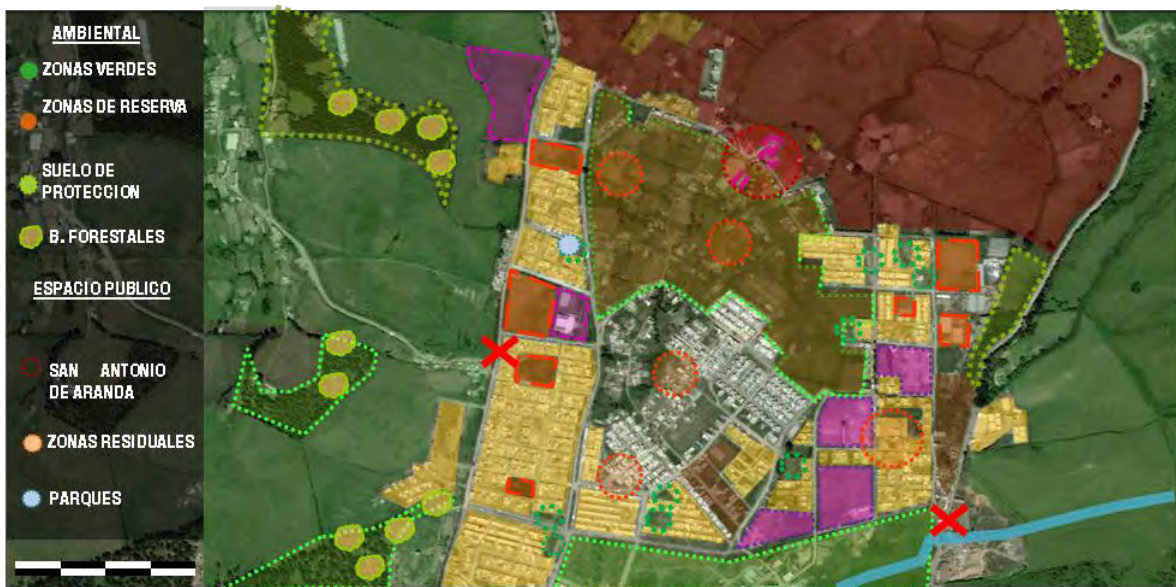 AMBIENTAL
ZONAS VERDES
ZONAS DE RESERVA
SUELO DE
PROTECCION
B. FORESTALES
ESPACIO PUBLICO
SAN ANTONIO
DE ARANDA
ZONAS RESIDUALES
PARQUES